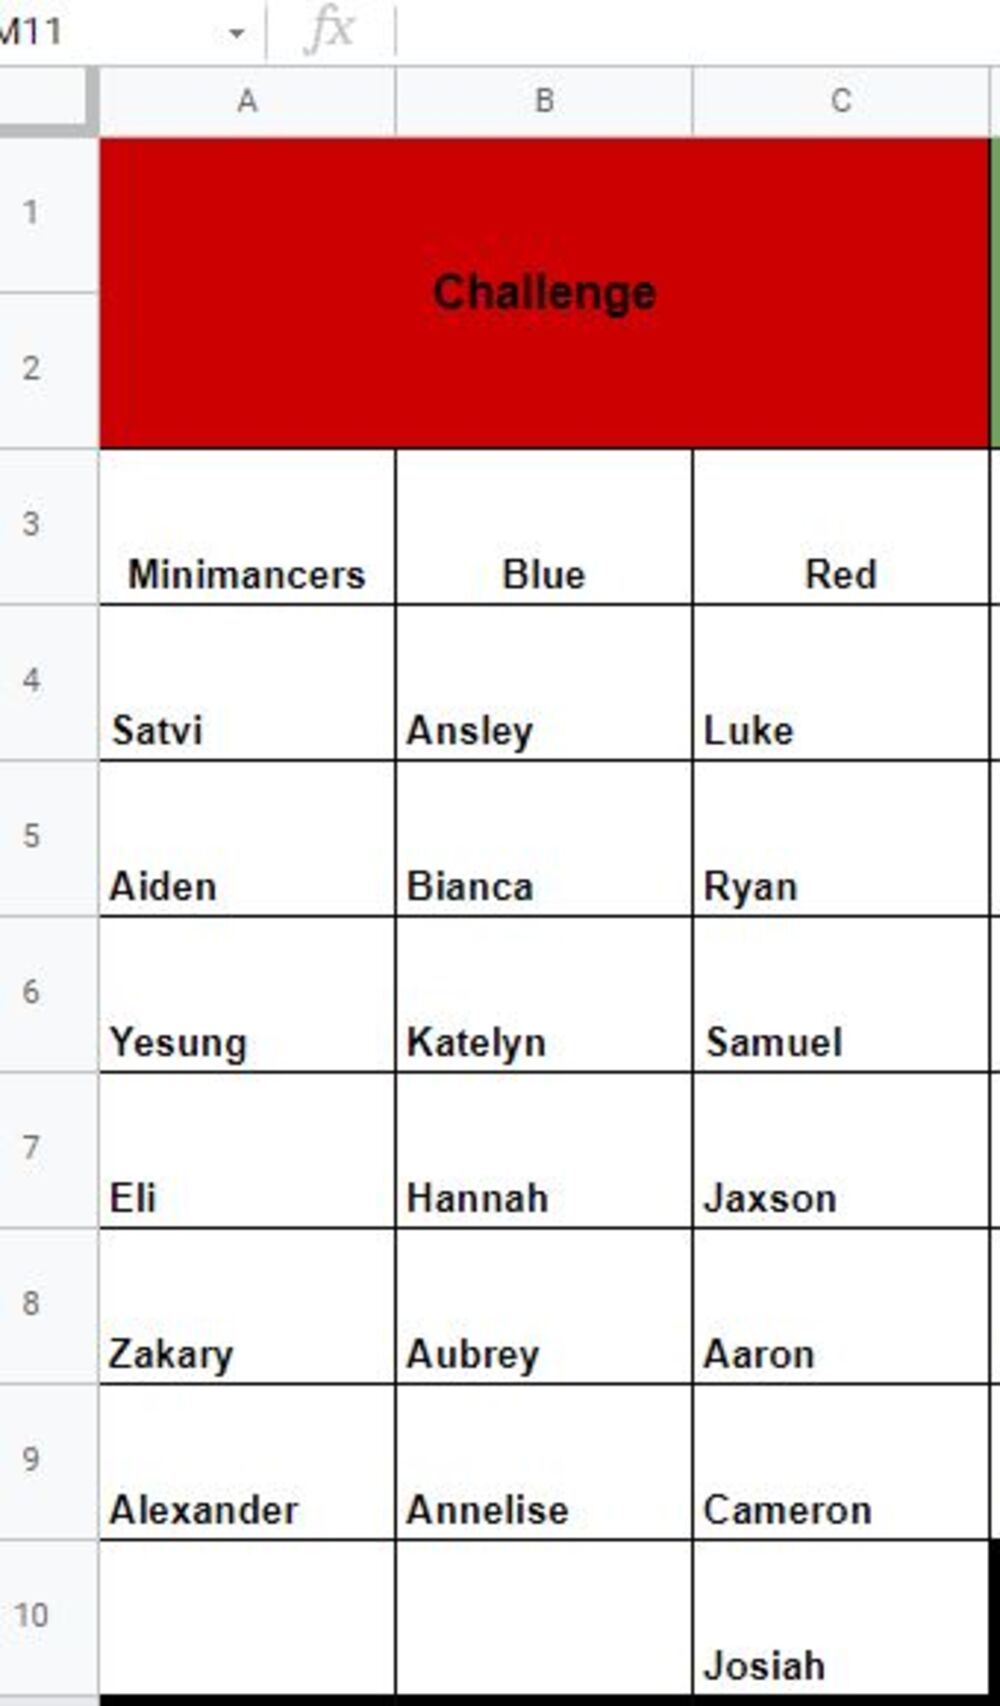 M11 fx
A B C
1
Challenge
2
3 Minimancers Blue Red
4 Satvi Ansley Luke
5 Aiden Bianca Ryan
6 Yesung Katelyn Samuel
7 Eli Hannah Jaxson
8 Zakary Aubrey Aaron
9 Alexander Annelise Cameron
10 Josiah